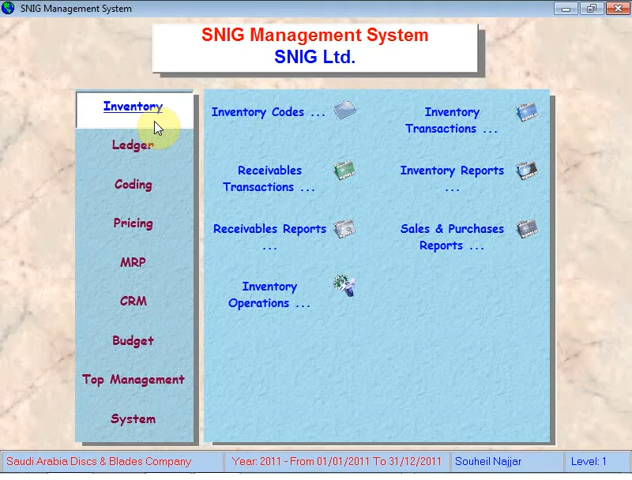 SNIG Management System
SNIG Management System
SNIG Ltd.
Inventory
Ledger
Coding
Pricing
MRP
CRM
Budget
Top Management
System
Inventory Codes ...
Inventory
Transactions ...
Receivables
Transactions ...
Inventory Reports
...
Receivables Reports
...
Sales & Purchases
Reports ...
Inventory
Operations ...
Saudi Arabia Discs & Blades Company
Year: 2011 - From 01/01/2011 To 31/12/2011
Souheil Najjar
Level: 1